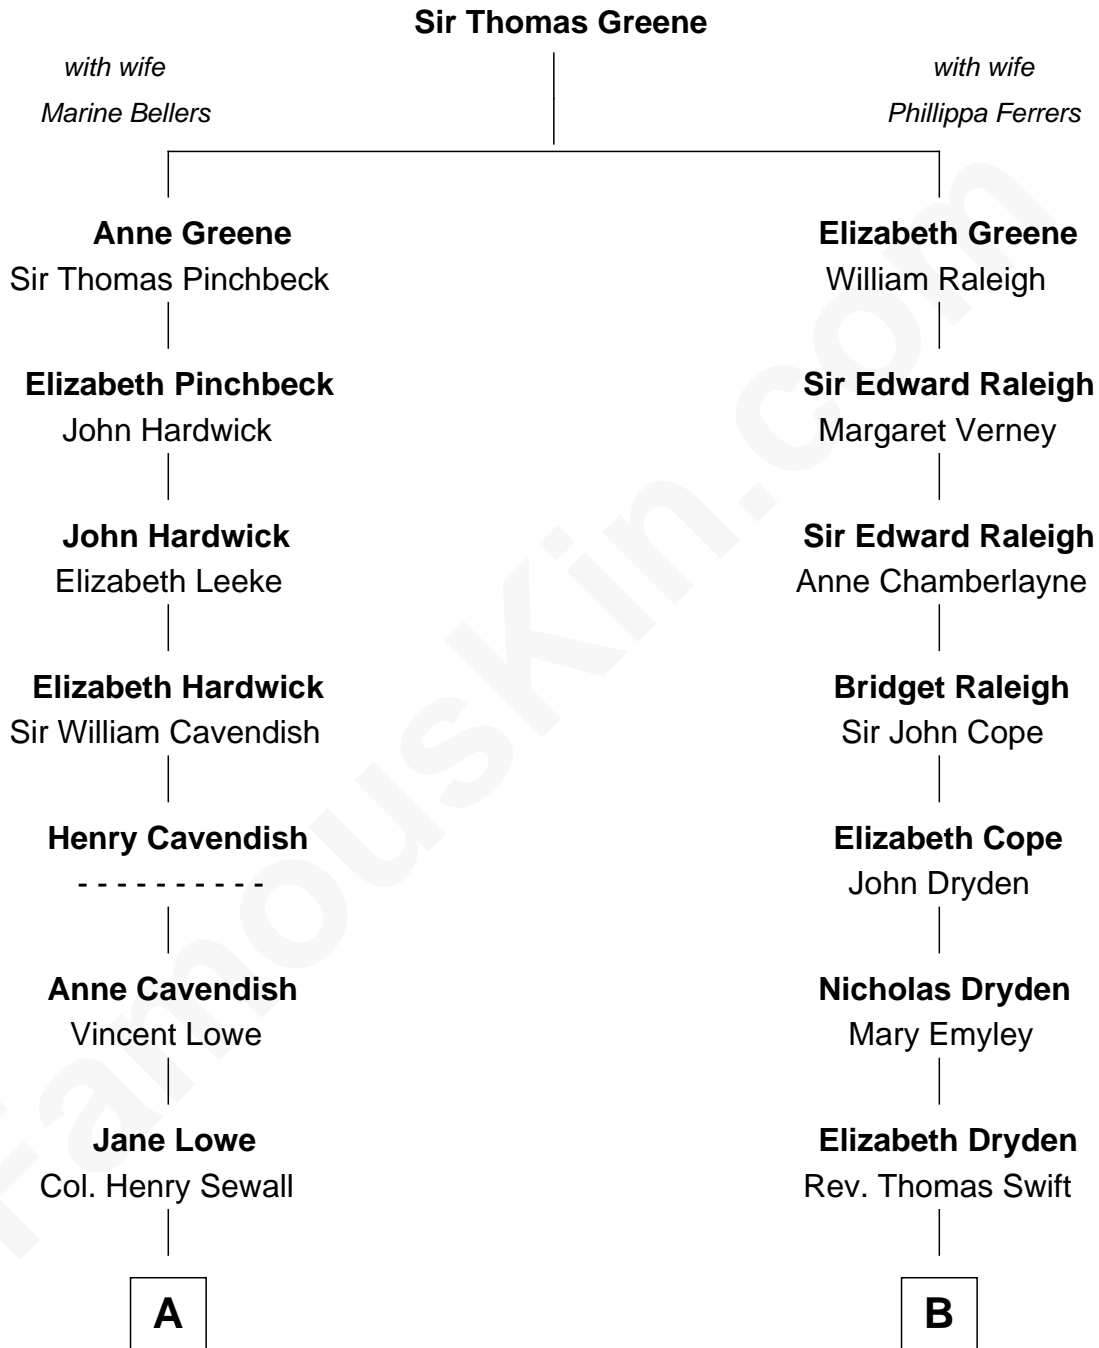 Sir Thomas Greene
with wife
Marine Bellers
with wife
Phillippa Ferrers
Anne Greene
Sir Thomas Pinchbeck
Elizabeth Greene
William Raleigh
Elizabeth Pinchbeck
John Hardwick
Sir Edward Raleigh
Margaret Verney
John Hardwick
Elizabeth Leeke
Sir Edward Raleigh
Anne Chamberlayne
Elizabeth Hardwick
Sir William Cavendish
Bridget Raleigh
Sir John Cope
Henry Cavendish
- - - - - - - - - -
Elizabeth Cope
John Dryden
Anne Cavendish
Vincent Lowe
Nicholas Dryden
Mary Emyley
Jane Lowe
Col. Henry Sewall
Elizabeth Dryden
Rev. Thomas Swift
A
B
FamousKin.com